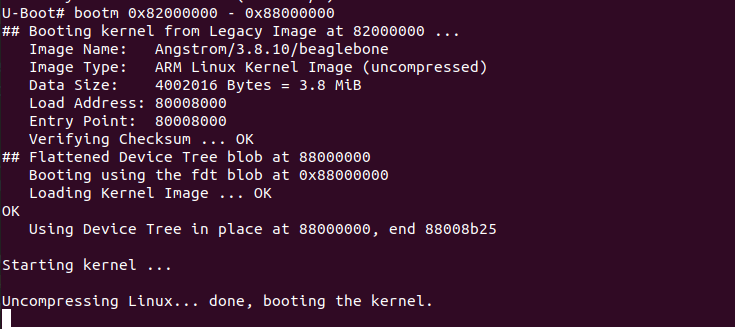 U-Boot# bootm 0x82000000 - 0x88000000
## Booting kernel from Legacy Image at 82000000 ...
   Image Name:   Angstrom/3.8.10/beaglebone
   Image Type:   ARM Linux Kernel Image (uncompressed)
   Data Size:    4002016 Bytes = 3.8 MiB
   Load Address: 80008000
   Entry Point:  80008000
   Verifying Checksum ... OK
## Flattened Device Tree blob at 88000000
   Booting using the fdt blob at 0x88000000
   Loading Kernel Image ... OK
OK
   Using Device Tree in place at 88000000, end 88008b25

Starting kernel ...

Uncompressing Linux... done, booting the kernel.